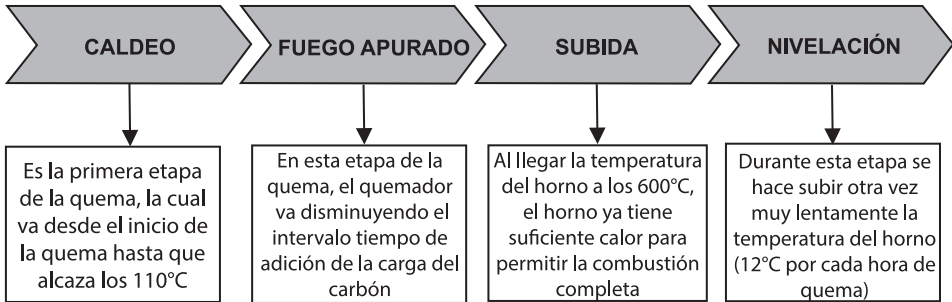 CALDEO
FUEGO APURADO
SUBIDA
NIVELACIÓN
Es la primera etapa
de la quema, la cual
va desde el inicio de
la quema hasta que
alcaza los 110°C
En esta etapa de la
quema, el quemador
va disminuyendo el
intervalo tiempo de
adición de la carga del
carbón
Al llegar la temperatura
del horno a los 600°C,
el horno ya tiene
suficiente calor para
permitir la combustión
completa
Durante esta etapa se
hace subir otra vez
muy lentamente la
temperatura del horno
(12°C por cada hora de
quema)